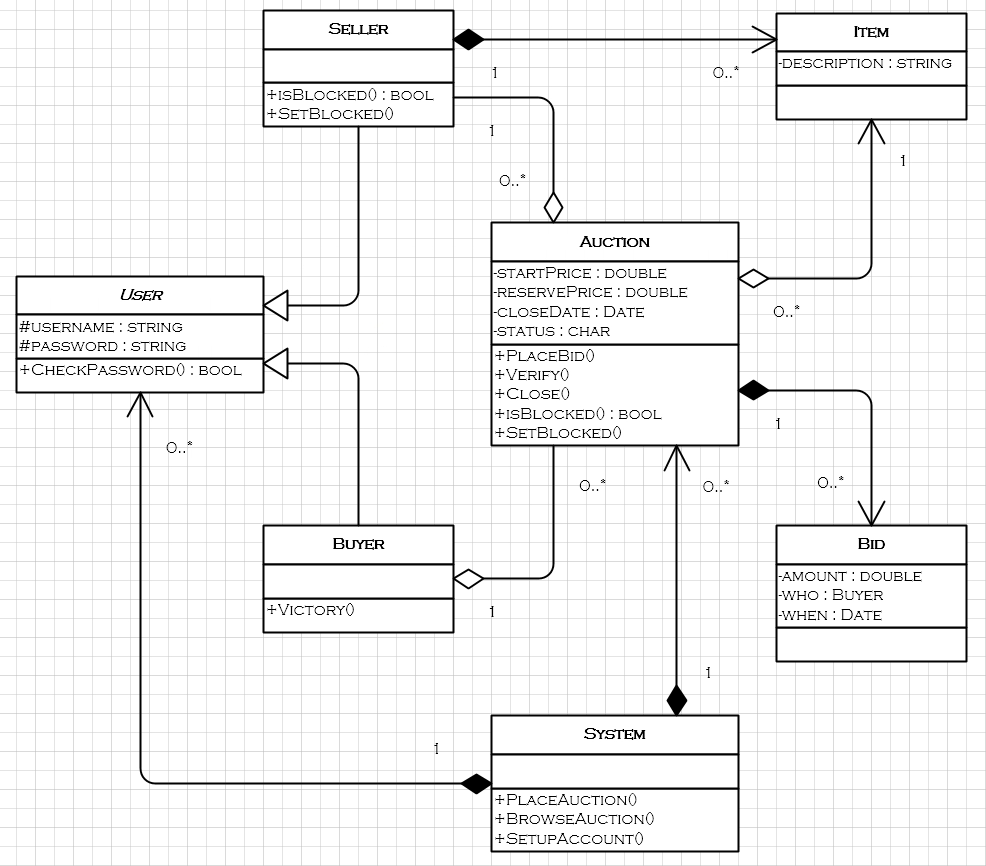 Seller
+isBlocked() : bool
+SetBlocked()
1
0..*
Item
-description : string
1
0..*
1
0..*
Auction
-startPrice : double
-reservePrice : double
-closeDate : Date
-status : char
+PlaceBid()
+Verify()
+Close()
+isBlocked() : bool
+SetBlocked()
User
#username : string
#password : string
+CheckPassword() : bool
0..*
1
0..*
0..*
0..*
Buyer
+Victory()
1
Bid
-amount : double
-who : Buyer
-when : Date
1
1
System
+PlaceAuction()
+BrowseAuction()
+SetupAccount()